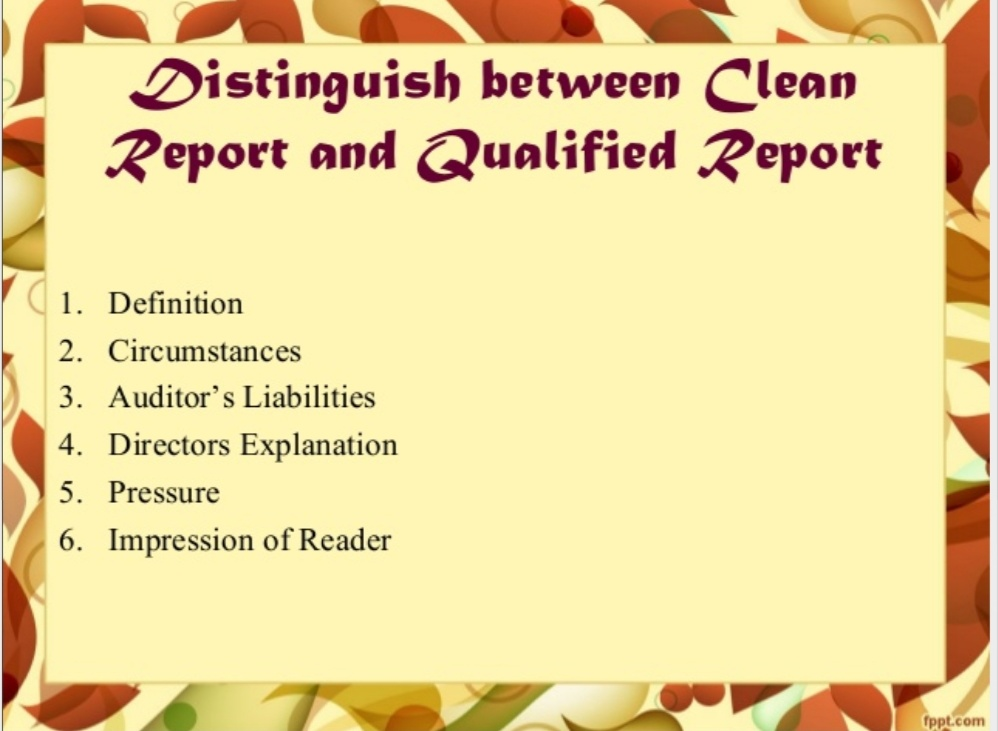 Distinguish between Clean
Report and Qualified Report
1. Definition
2. Circumstances
3. Auditor’s Liabilities
4. Directors Explanation
5. Pressure
6. Impression of Reader
fppt.com